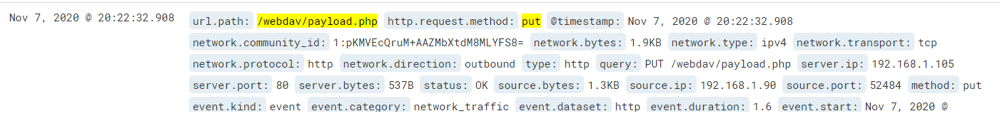 Nov 7, 2020 @ 20:22:32.908 url.path: /webdav/payload.php http.request.method: put @timestamp: Nov 7, 2020 @ 20:22:32.908
network.community_id: 1:pKMVEcQruM+AAZMbXtdM8MLYFS8= network.bytes: 1.9KB network.type: ipv4 network.transport: tcp
network.protocol: http network.direction: outbound type: http query: PUT /webdav/payload.php server.ip: 192.168.1.105
server.port: 80 server.bytes: 537B status: OK source.bytes: 1.3KB source.ip: 192.168.1.90 source.port: 52484 method: put
event.kind: event event.category: network_traffic event.dataset: http event.duration: 1.6 event.start: Nov 7, 2020 @